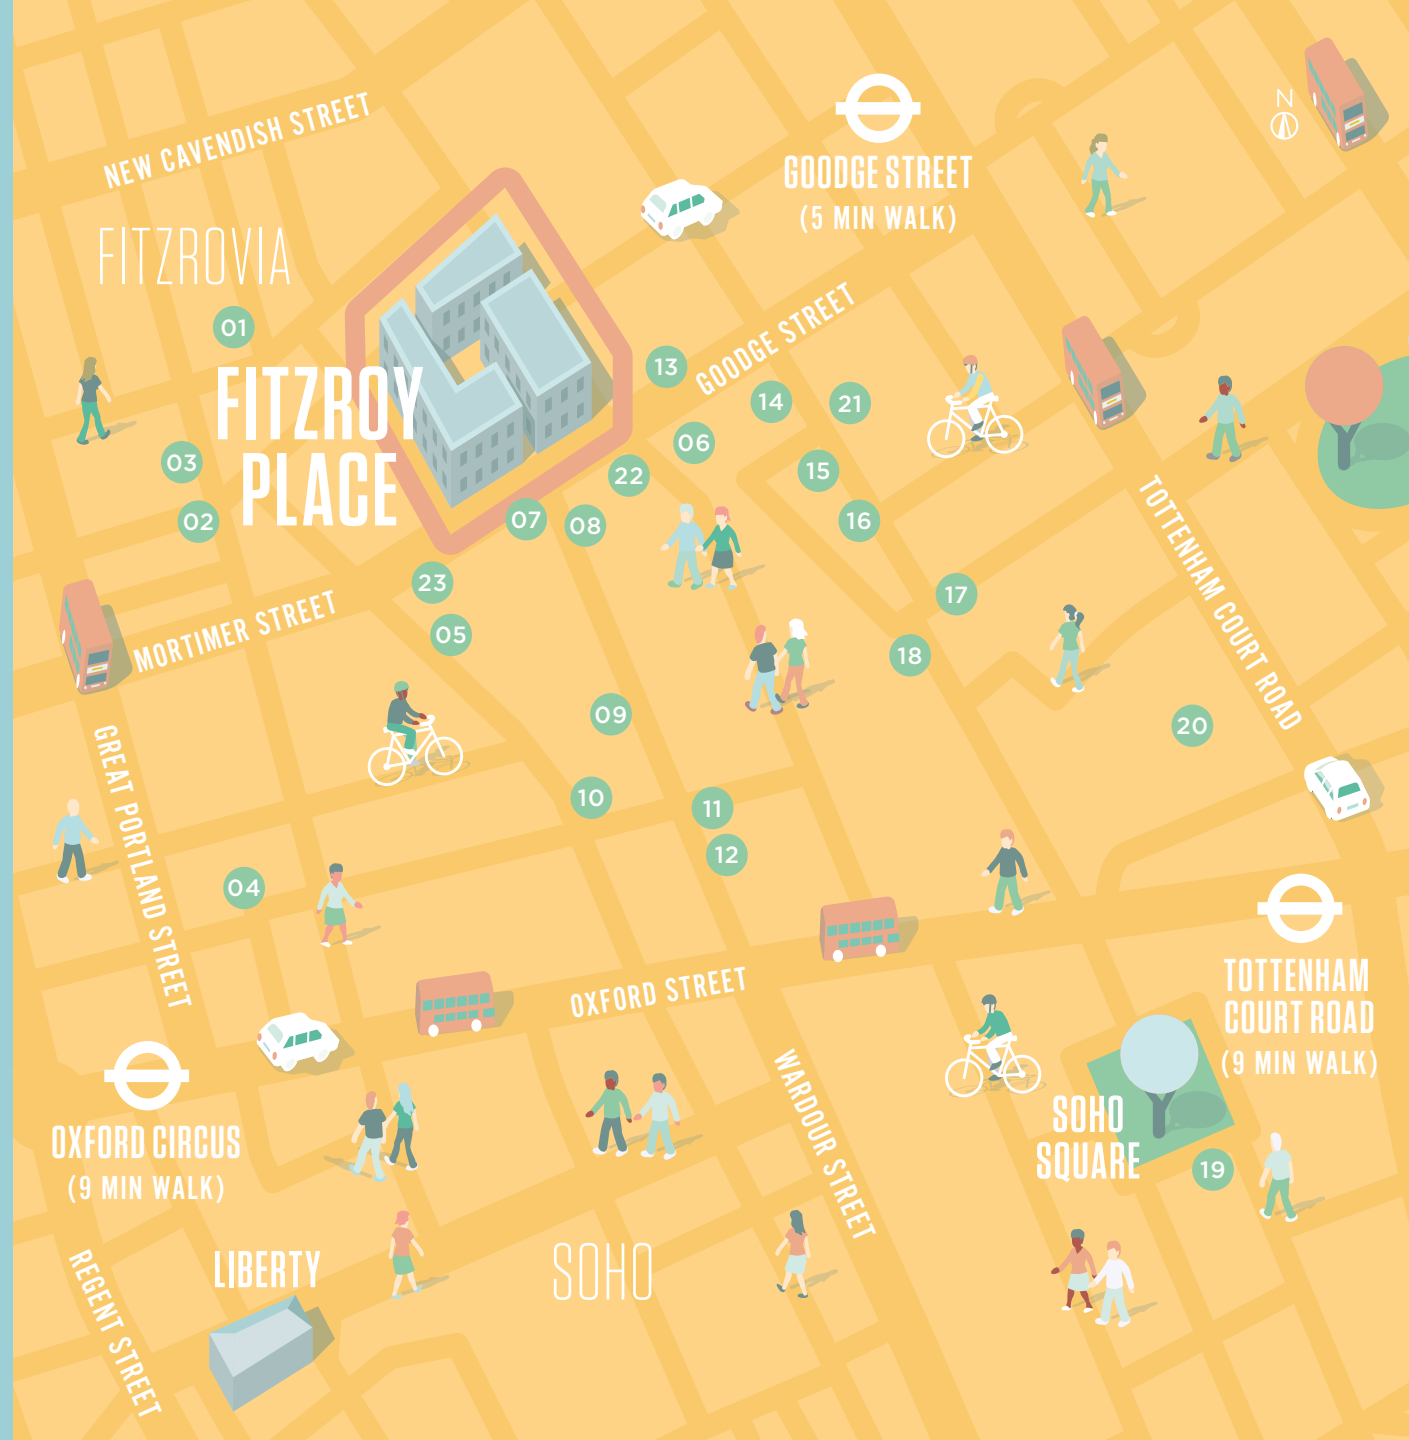 N
NEW CAVENDISH STREET
GOODGE STREET
(5 MIN WALK)
FITZROVIA
01
GOODGE STREET
13
FITZROY
PLACE
14
21
06
03
22
15
02
07
08
16
TOTTENHAM COURT ROAD
23
MORTIMER STREET
17
05
18
09
20
GREAT PORTLAND STREET
10
11
12
04
OXFORD STREET
TOTTENHAM
COURT ROAD
(9 MIN WALK)
WARDOUR STREET
SOHO
SQUARE
OXFORD CIRCUS
(9 MIN WALK)
19
LIBERTY
SOHO
REGENT STREET